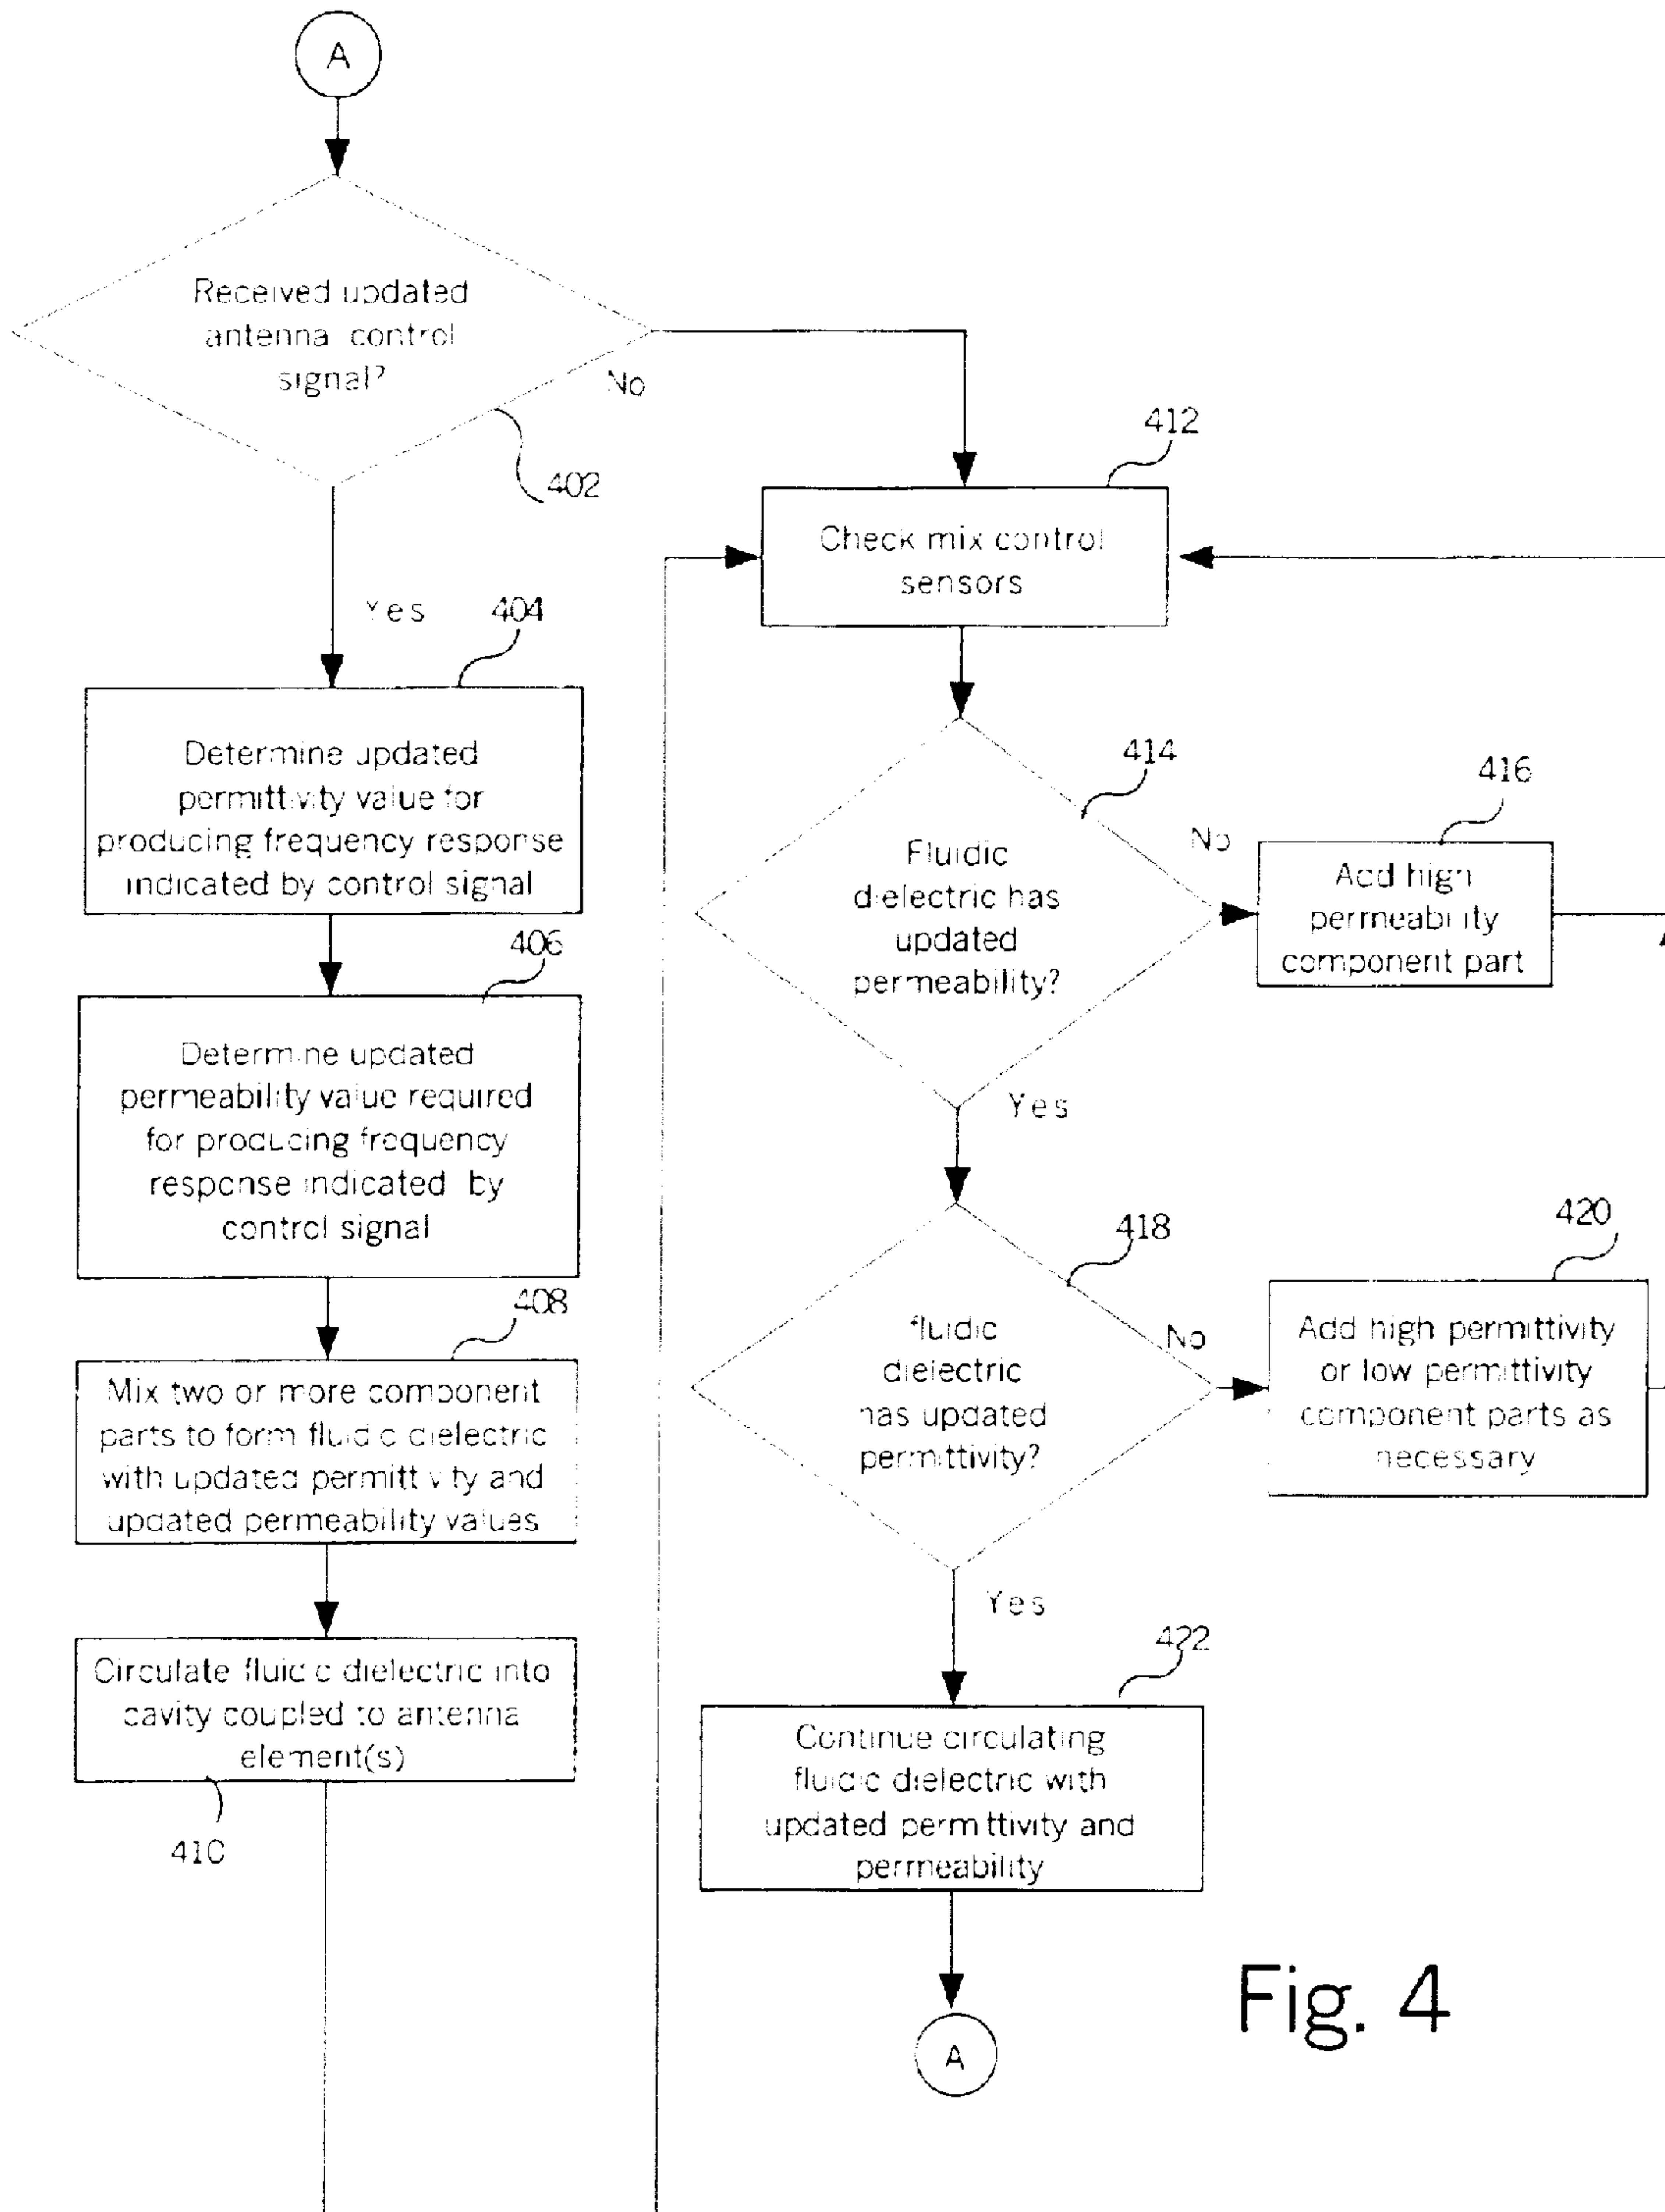 A
Received updated
antenna control
signal?
No
402
Yes
404
Determine updated
permittivity value for
producing frequency response
indicated by control signal
406
Determine updated
permeability value required
for producing frequency
response indicated by
control signal
408
Mix two or more component
parts to form fluidic dielectric
with updated permittivity and
updated permeability values
Circulate fluidic dielectric into
cavity coupled to antenna
element(s)
410
412
Check mix control
sensors
414
Fluidic
dielectric has
updated
permeability?
No
416
Add high
permeability
component part
Yes
418
fluidic
dielectric
has updated
permittivity?
No
420
Add high permittivity
or low permittivity
component parts as
necessary
Yes
422
Continue circulating
fluidic dielectric with
updated permittivity and
permeability
A
Fig. 4